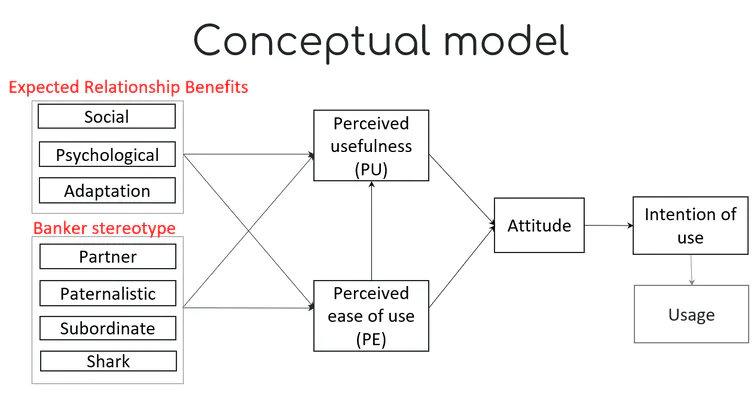 Conceptual model
Expected Relationship Benefits
Social
Psychological
Adaptation
Banker stereotype
Partner
Paternalistic
Subordinate
Shark
Perceived
usefulness
(PU)
Perceived
ease of use
(PE)
Attitude
Intention of
use
Usage